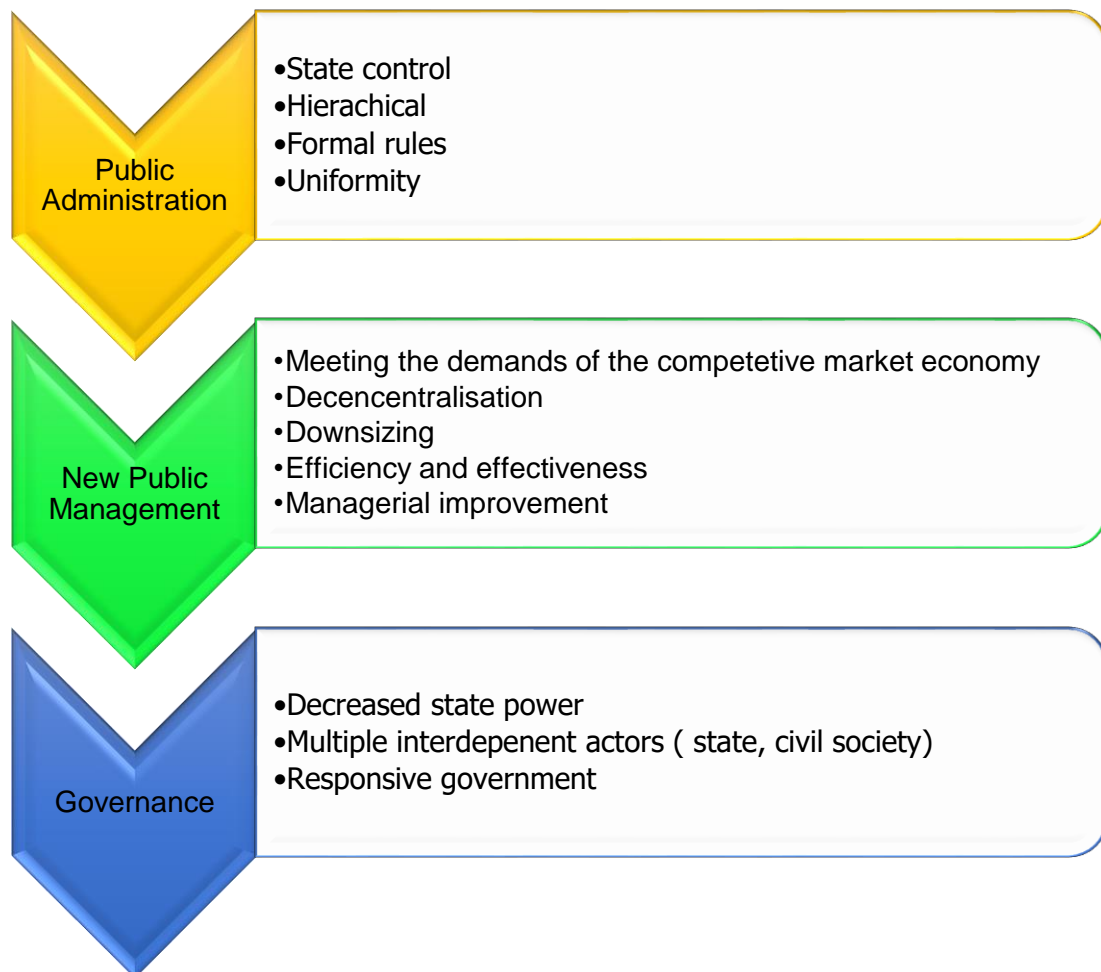 Public
Administration
•State control
•Hierachical
•Formal rules
•Uniformity
New Public
Management
•Meeting the demands of the competetive market economy
•Decencentralisation
•Downsizing
•Efficiency and effectiveness
•Managerial improvement
Governance
•Decreased state power
•Multiple interdepenent actors ( state, civil society)
•Responsive government